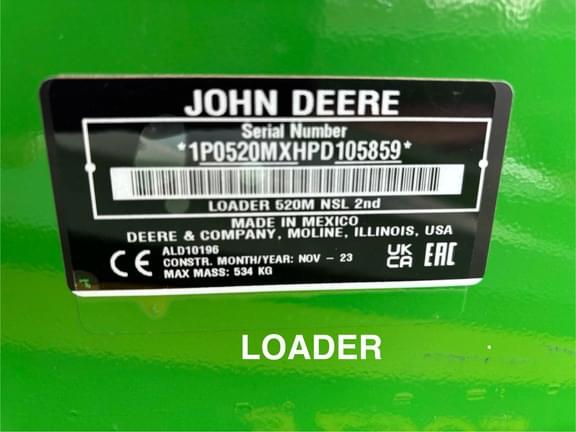 JOHN DEERE
Serial Number
*1P0520MXHPD105859*
LOADER 520M NSL 2nd
MADE IN MEXICO
DEERE & COMPANY, MOLINE, ILLINOIS, USA
ALD10196
CONSTR. MONTH/YEAR: NOV - 23
MAX MASS: 534 KG
CE
UK
CA
EAC
LOADER